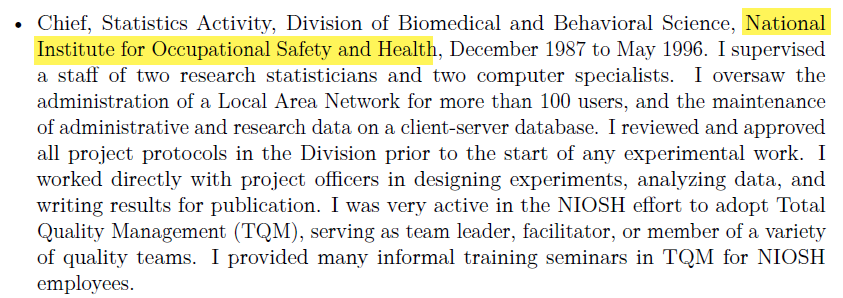 • Chief, Statistics Activity, Division of Biomedical and Behavioral Science, National
Institute for Occupational Safety and Health, December 1987 to May 1996. I supervised
a staff of two research statisticians and two computer specialists. I oversaw the
administration of a Local Area Network for more than 100 users, and the maintenance
of administrative and research data on a client-server database. I reviewed and approved
all project protocols in the Division prior to the start of any experimental work. I
worked directly with project officers in designing experiments, analyzing data, and
writing results for publication. I was very active in the NIOSH effort to adopt Total
Quality Management (TQM), serving as team leader, facilitator, or member of a variety
of quality teams. I provided many informal training seminars in TQM for NIOSH
employees.